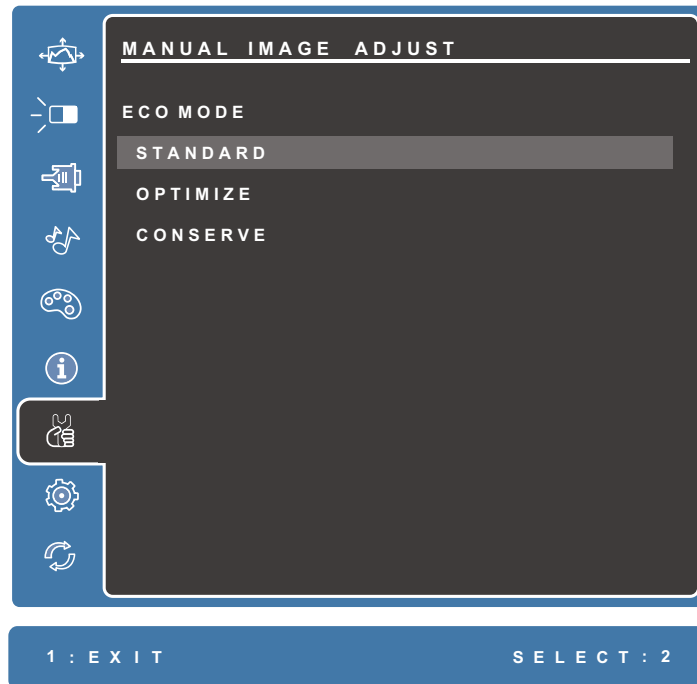 MANUAL IMAGE ADJUST
ECO MODE
STANDARD
OPTIMIZE
CONSERVE
1 : EXIT SELECT : 2